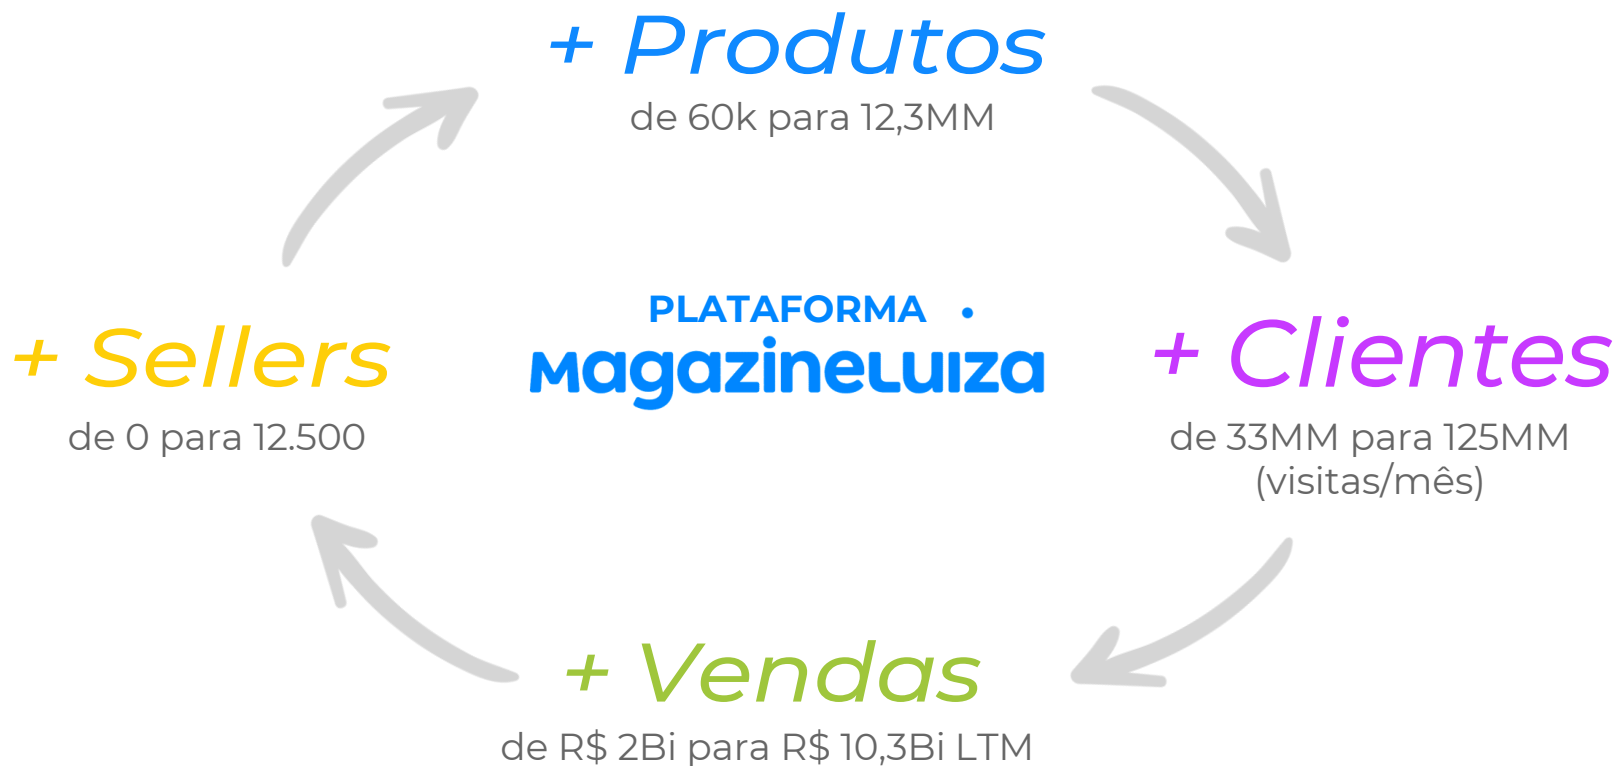 + Produtos
de 60k para 12,3MM
PLATAFORMA
MagazineLuiza
+ Sellers
de 0 para 12.500
+ Clientes
de 33MM para 125MM
(visitas/mês)
+ Vendas
de R$ 2Bi para R$ 10,3Bi LTM